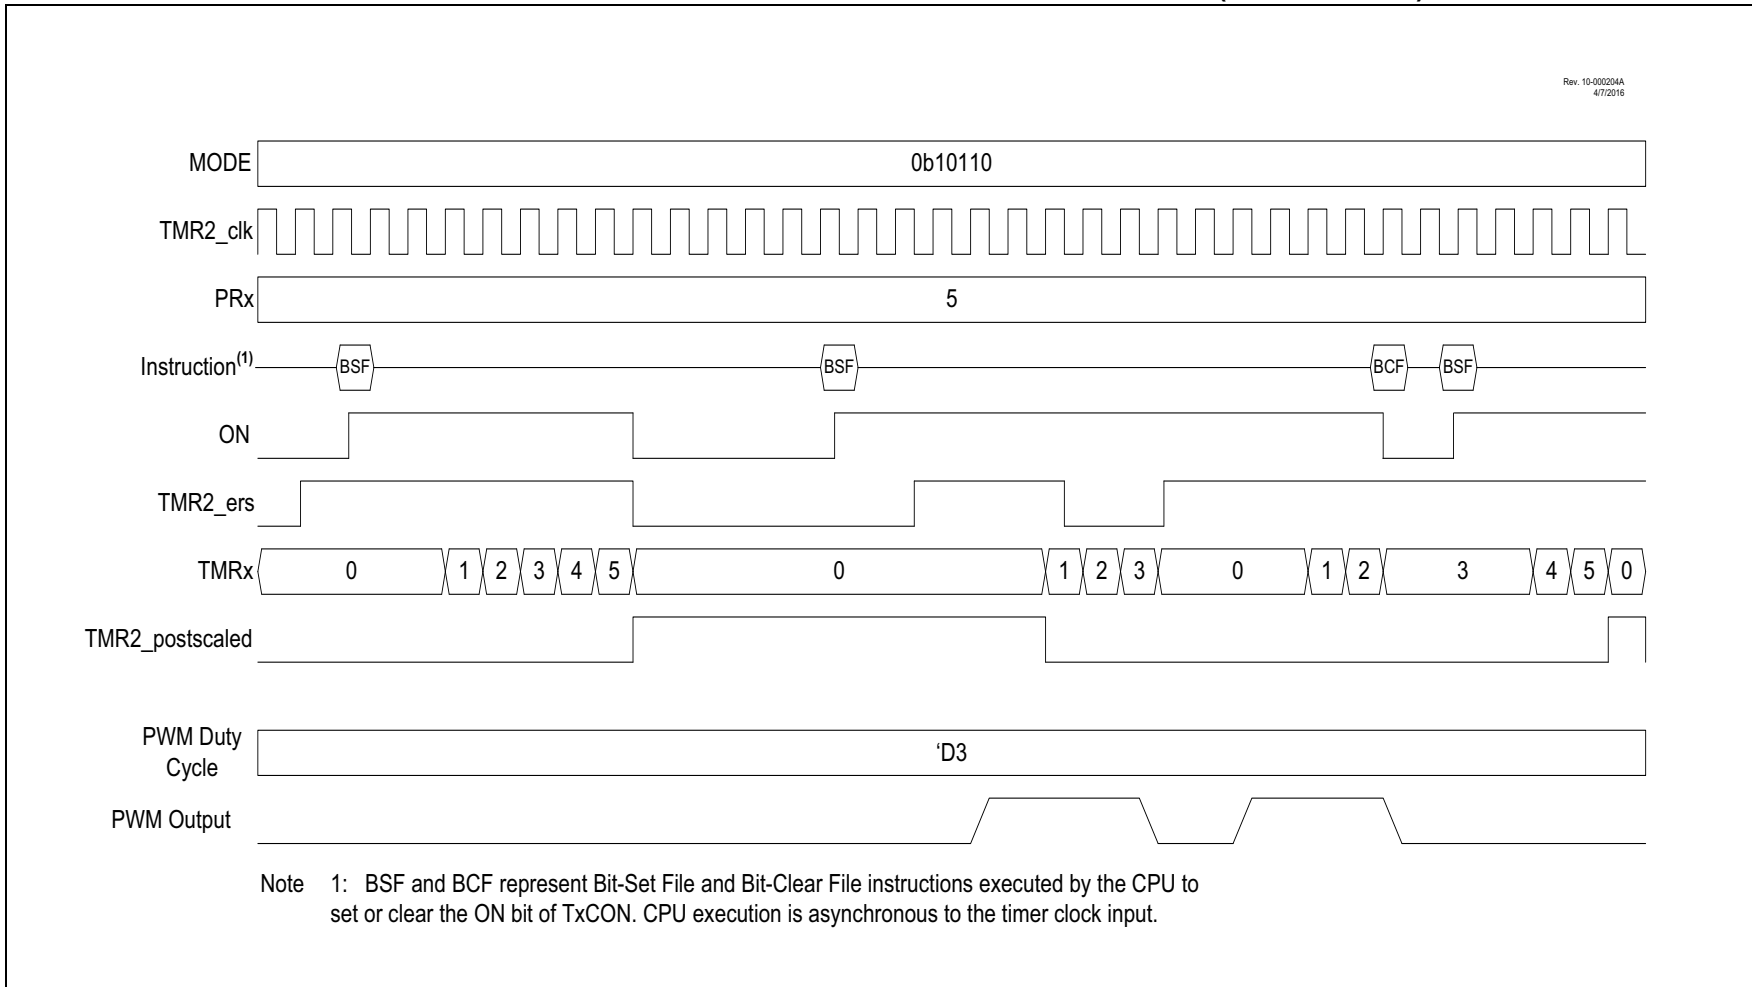 Rev. 10-000204A
4/7/2016
MODE 0b10110
TMR2_clk
PRx 5
Instruction(1) BSF BSF BCF BSF
ON
TMR2_ers
TMRx 0 1 2 3 4 5 0 1 2 3 0 1 2 3 4 5 0
TMR2_postscaled
PWM Duty
Cycle
‘D3
PWM Output
Note 1: BSF and BCF represent Bit-Set File and Bit-Clear File instructions executed by the CPU to
set or clear the ON bit of TxCON. CPU execution is asynchronous to the timer clock input.